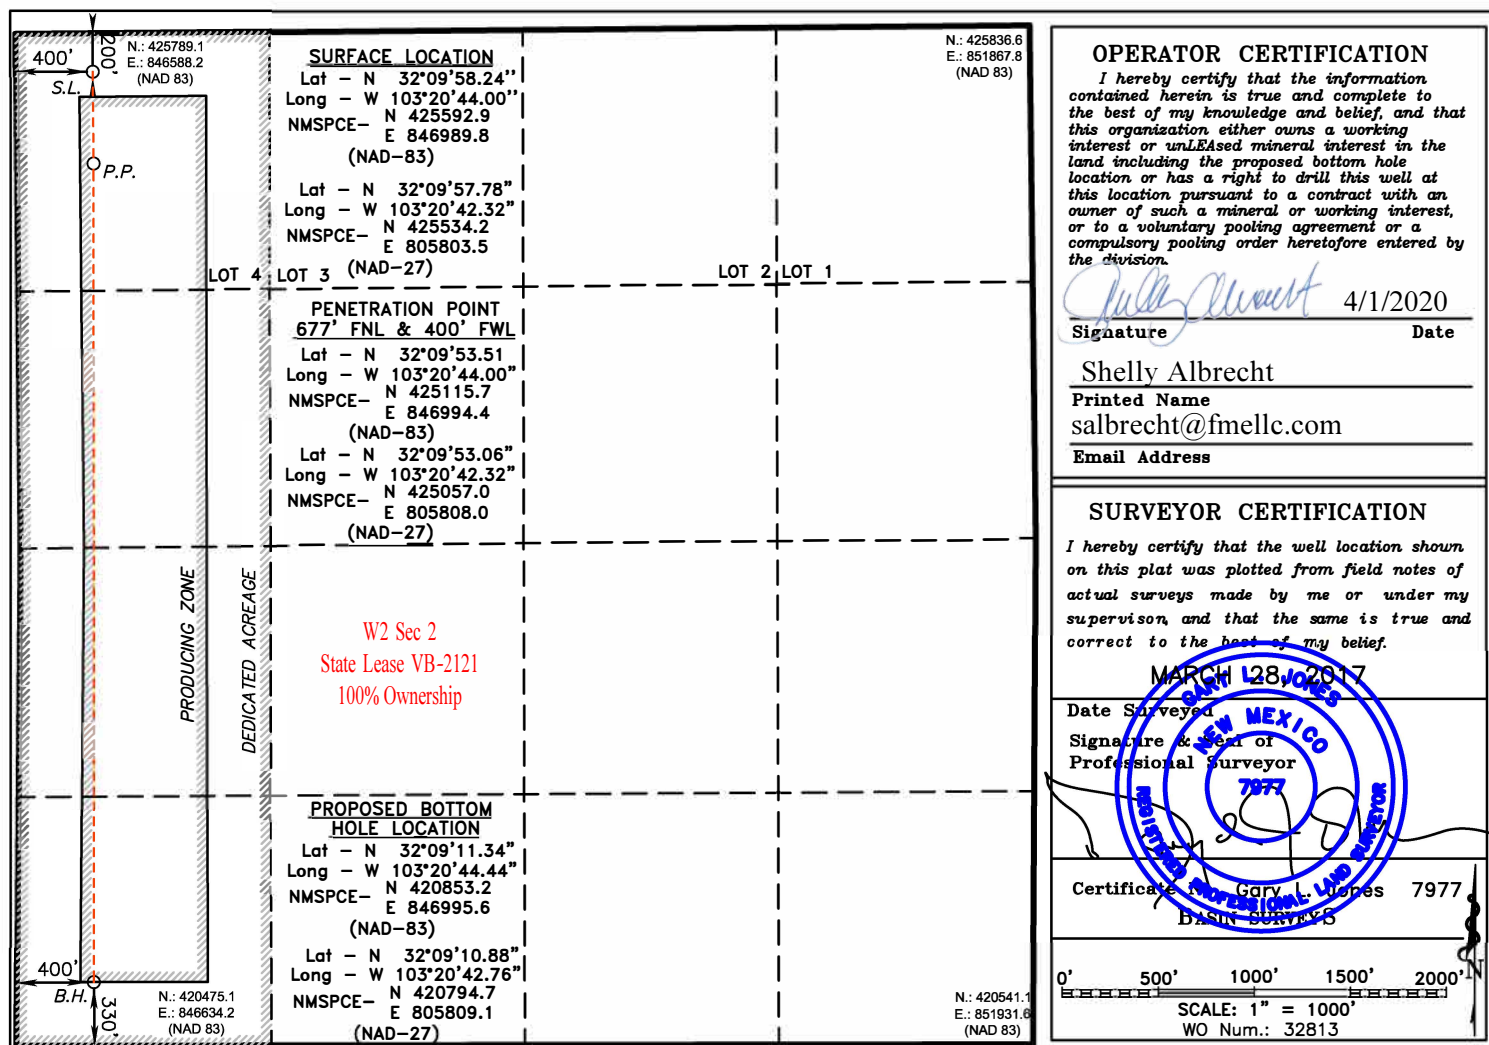 200'
400'
S.L.
P.P.
N.: 425789.1
E.: 846588.2
(NAD 83)
SURFACE LOCATION
Lat - N 32°09'58.24''
Long - W 103°20'44.00''
NMSPCE- N 425592.9
E 846989.8
(NAD-83)
Lat - N 32°09'57.78"
Long - W 103°20'42.32"
NMSPCE- N 425534.2
E 805803.5
(NAD-27)
N.: 425836.6
E.: 851867.8
(NAD 83)
LOT 4 LOT 3
LOT 2 LOT 1
PENETRATION POINT
677' FNL & 400' FWL
Lat - N 32°09'53.51
Long - W 103°20'44.00"
NMSPCE- N 425115.7
E 846994.4
(NAD-83)
Lat - N 32°09'53.06"
Long - W 103°20'42.32"
NMSPCE- N 425057.0
E 805808.0
(NAD-27)
PRODUCING ZONE
DEDICATED ACREAGE
W2 Sec 2
State Lease VB-2121
100% Ownership
PROPOSED BOTTOM
HOLE LOCATION
Lat - N 32°09'11.34"
Long - W 103°20'44.44"
NMSPCE- N 420853.2
E 846995.6
(NAD-83)
Lat - N 32°09'10.88"
Long - W 103°20'42.76"
NMSPCE- N 420794.7
E 805809.1
(NAD-27)
400'
B.H.
330'
N.: 420475.1
E.: 846634.2
(NAD 83)
N.: 420541.1
E.: 851931.6
(NAD 83)
OPERATOR CERTIFICATION
I hereby certify that the information
contained herein is true and complete to
the best of my knowledge and belief, and that
this organization either owns a working
interest or unLEAsed mineral interest in the
land including the proposed bottom hole
location or has a right to drill this well at
this location pursuant to a contract with an
owner of such a mineral or working interest,
or to a voluntary pooling agreement or a
compulsory pooling order heretofore entered by
the division.
4/1/2020
Signature Date
Shelly Albrecht
Printed Name
salbrecht@fmellc.com
Email Address
SURVEYOR CERTIFICATION
I hereby certify that the well location shown
on this plat was plotted from field notes of
actual surveys made by me or under my
supervison, and that the same is true and
correct to the best of my belief.
MARCH 28, 2017
Date Surveyed
Signature & Seal of
Professional Surveyor
GARY L. JONES
NEW MEXICO
7977
REGISTERED PROFESSIONAL LAND SURVEYOR
Certificate No. Gary L. Jones 7977
BASIN SURVEYS
N
0' 500' 1000' 1500' 2000'
SCALE: 1" = 1000'
WO Num.: 32813